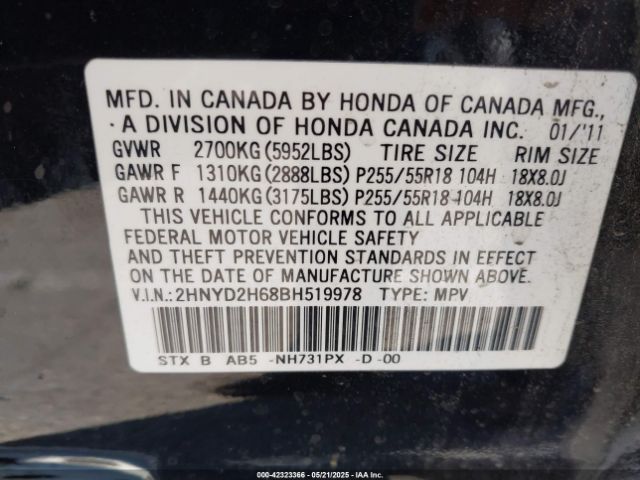 MFD. IN CANADA BY HONDA OF CANADA MFG.,
A DIVISION OF HONDA CANADA INC. 01/'11
GVWR 2700KG(5952LBS) TIRE SIZE RIM SIZE
GAWR F 1310KG(2888LBS) P255/55R18 104H 18X8.0J
GAWR R 1440KG(3175LBS) P255/55R18 104H 18X8.0J
THIS VEHICLE CONFORMS TO ALL APPLICABLE
FEDERAL MOTOR VEHICLE SAFETY
AND THEFT PREVENTION STANDARDS IN EFFECT
ON THE DATE OF MANUFACTURE SHOWN ABOVE.
V.I.N.: 2HNYD2H68BH519978 TYPE: MPV
STX B AB5 -NH731PX -D -00
000-42323366 - 05/21/2025 - IAA Inc.